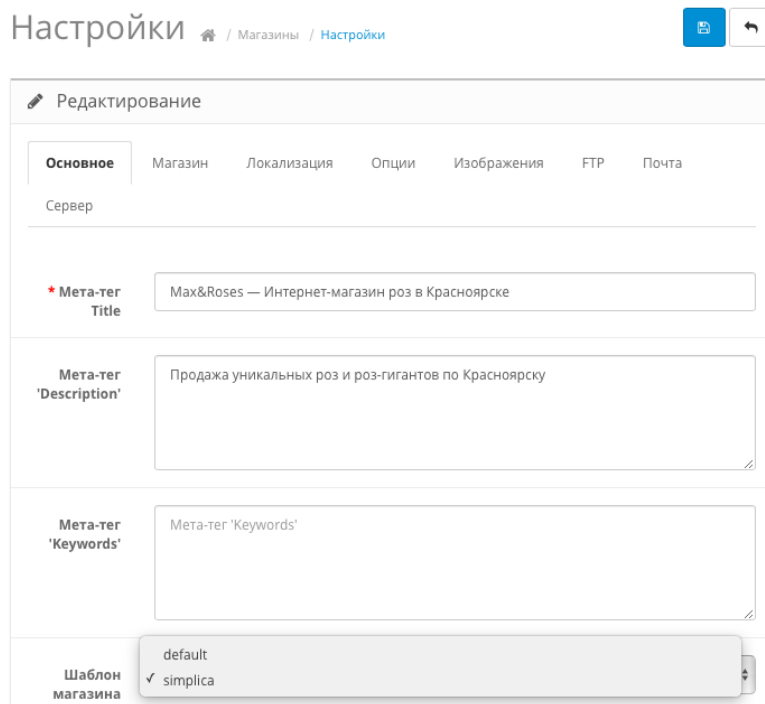 Настройки / Магазины / Настройки
Редактирование
Основное Магазин Локализация Опции Изображения FTP Почта
Сервер
* Мета-тег
Title
Max&Roses — Интернет-магазин роз в Красноярске
Мета-тег
'Description'
Продажа уникальных роз и роз-гигантов по Красноярску
Мета-тег
'Keywords'
Мета-тег 'Keywords'
Шаблон
магазина
default
✓ simplica